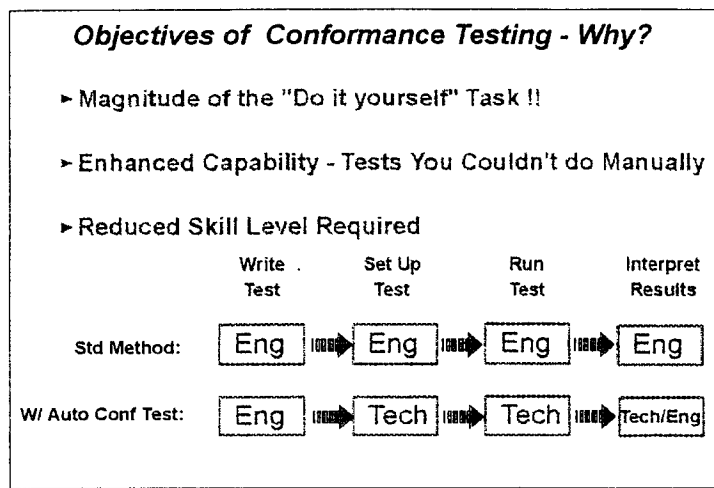 Objectives of Conformance Testing - Why?
► Magnitude of the "Do it yourself" Task !!
► Enhanced Capability - Tests You Couldn't do Manually
► Reduced Skill Level Required
Write Set Up Run Interpret
Test Test Test Results
Std Method: Eng Eng Eng Eng
W/ Auto Conf Test: Eng Tech Tech Tech/Eng